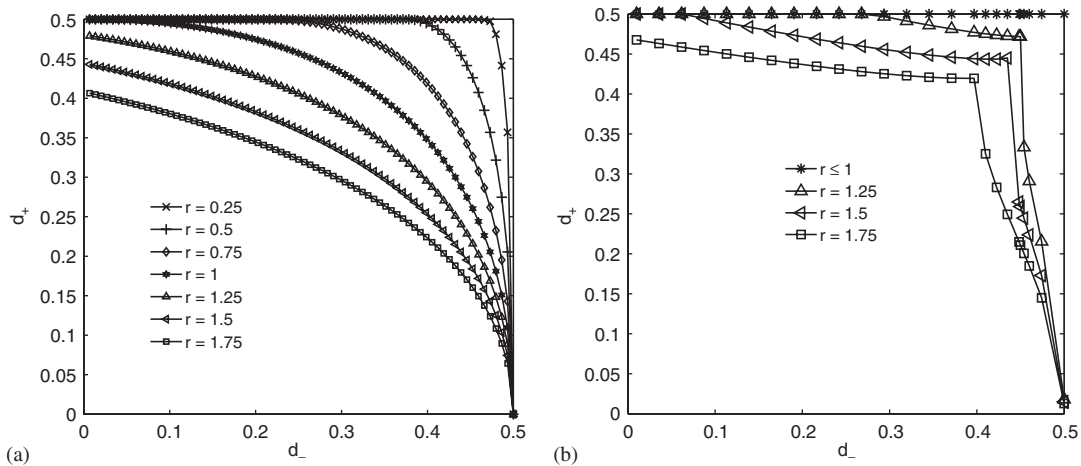 0.5
0.45
0.4
0.35
0.3
0.25
0.2
0.15
0.1
0.05
0
d₊
r = 0.25
r = 0.5
r = 0.75
r = 1
r = 1.25
r = 1.5
r = 1.75
0 0.1 0.2 0.3 0.4 0.5
d₋
(a)
0.5
0.45
0.4
0.35
0.3
0.25
0.2
0.15
0.1
0.05
0
d₊
r ≤ 1
r = 1.25
r = 1.5
r = 1.75
0 0.1 0.2 0.3 0.4 0.5
d₋
(b)